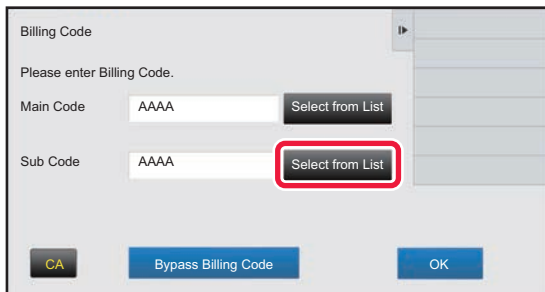 Billing Code
Please enter Billing Code.
Main Code AAAA Select from List
Sub Code AAAA Select from List
CA Bypass Billing Code OK